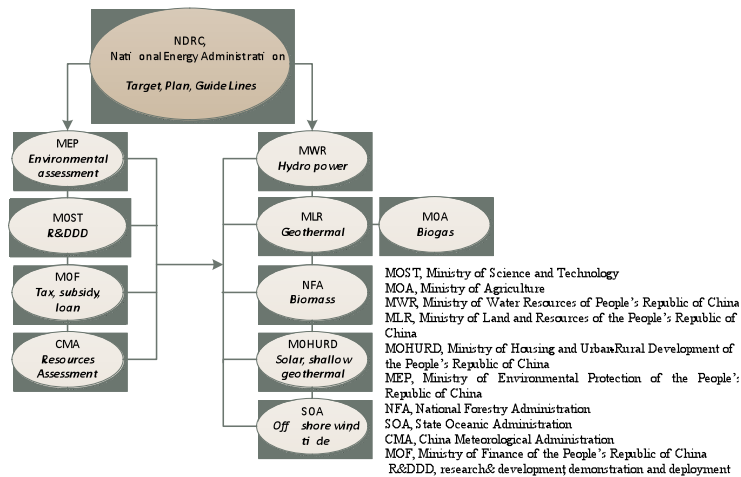 NDRC,
National Energy Administration
Target, Plan, Guide Lines
MEP
Environmental
assessment
MOST
R&DDD
MOF
Tax, subsidy,
loan
CMA
Resources
Assessment
MWR
Hydro power
MLR
Geothermal
MOA
Biogas
NFA
Biomass
MOHURD
Solar, shallow
geothermal
SOA
Off shore wind,
tide
MOST, Ministry of Science and Technology
MOA, Ministry of Agriculture
MWR, Ministry of Water Resources of People's Republic of China
MLR, Ministry of Land and Resources of the People's Republic of
China
MOHURD, Ministry of Housing and Urban-Rural Development of
the People's Republic of China
MEP, Ministry of Environmental Protection of the People's
Republic of China
NFA, National Forestry Administration
SOA, State Oceanic Administration
CMA, China Meteorological Administration
MOF, Ministry of Finance of the People's Republic of China
R&DDD, research & development, demonstration and deployment